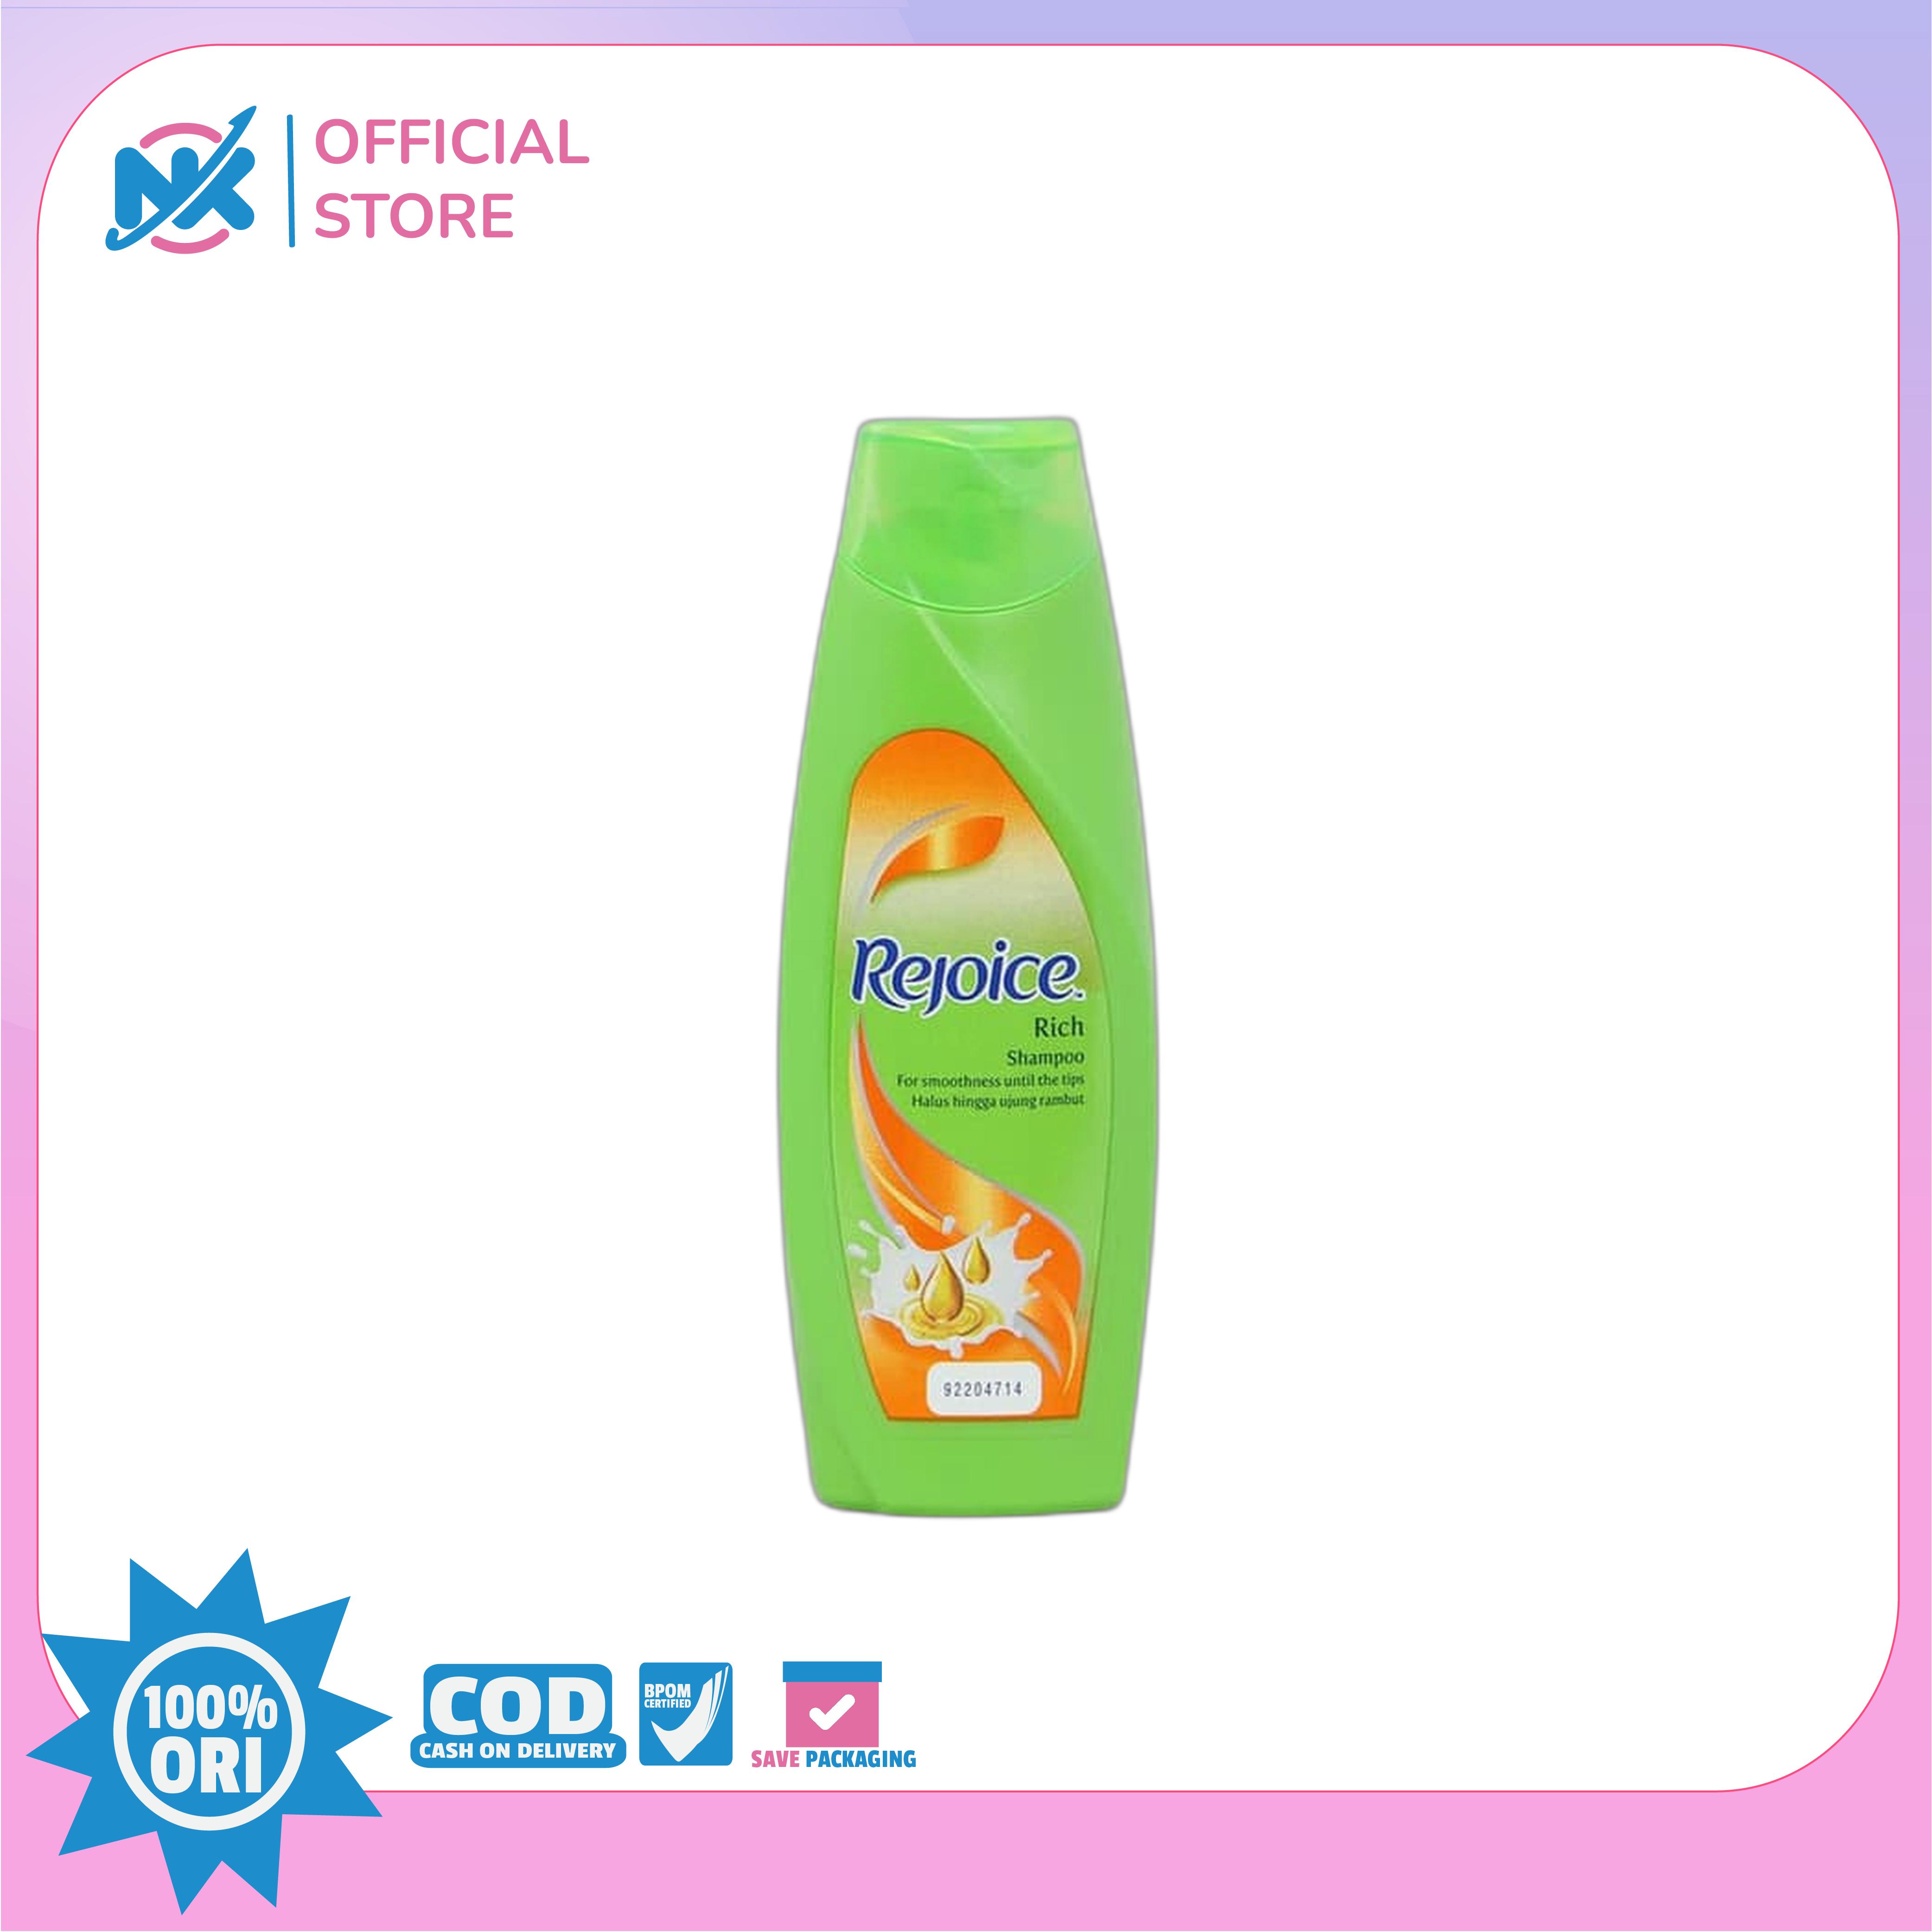 NK
OFFICIAL
STORE
Rejoice
Rich
Shampoo
For smoothness until the tips
Halus hingga ujung rambut
92204714
100%
ORI
COD
CASH ON DELIVERY
BPOM
CERTIFIED
SAVE PACKAGING